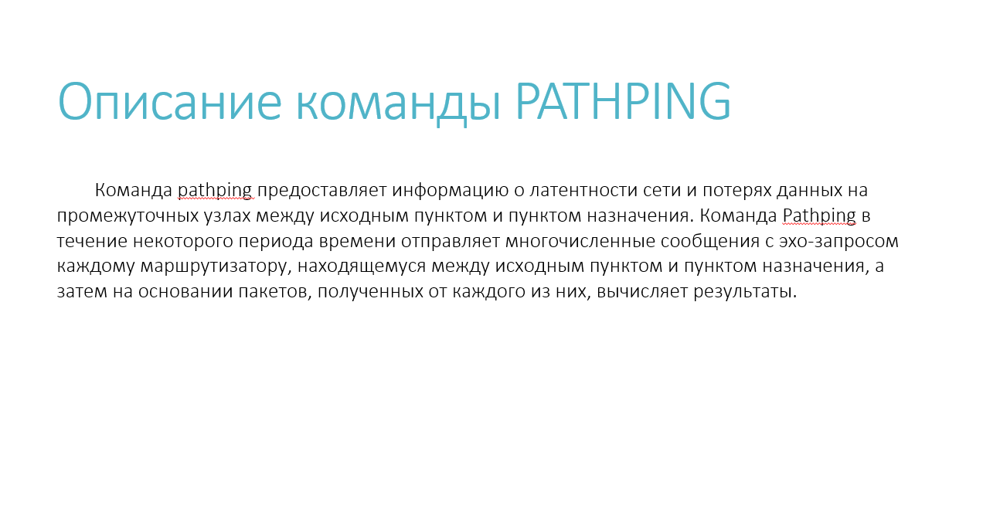 Описание команды PATHPING
Команда pathping предоставляет информацию о латентности сети и потерях данных на
промежуточных узлах между исходным пунктом и пунктом назначения. Команда Pathping в
течение некоторого периода времени отправляет многочисленные сообщения с эхо-запросом
каждому маршрутизатору, находящемуся между исходным пунктом и пунктом назначения, а
затем на основании пакетов, полученных от каждого из них, вычисляет результаты.